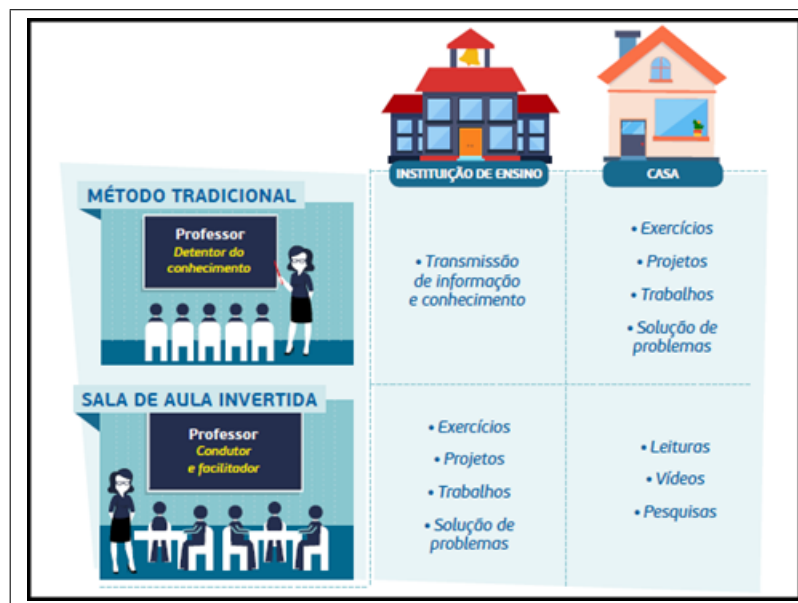 INSTITUIÇÃO DE ENSINO
CASA
MÉTODO TRADICIONAL
Professor
Detentor do
conhecimento
• Transmissão
de informação
e conhecimento
• Exercícios
• Projetos
• Trabalhos
• Solução de
problemas
SALA DE AULA INVERTIDA
Professor
Condutor
e facilitador
• Exercícios
• Projetos
• Trabalhos
• Solução de
problemas
• Leituras
• Vídeos
• Pesquisas